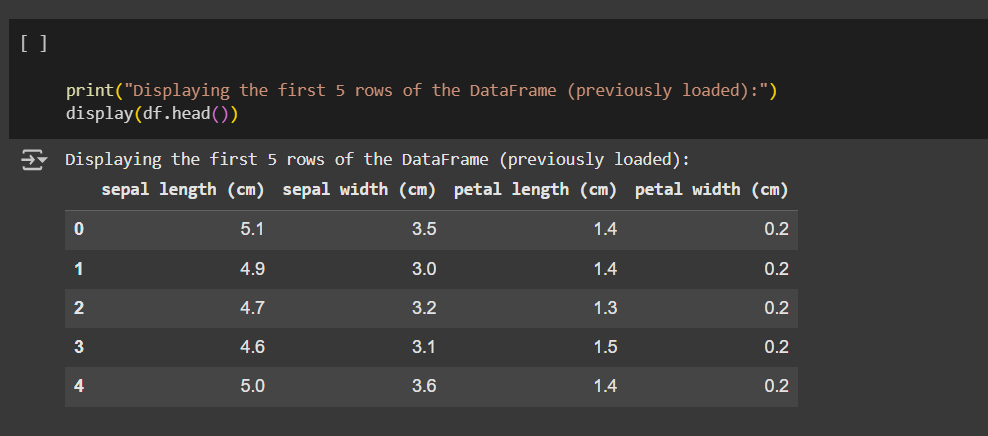 [ ]
print("Displaying the first 5 rows of the DataFrame (previously loaded):")
display(df.head())
Displaying the first 5 rows of the DataFrame (previously loaded):
sepal length (cm) sepal width (cm) petal length (cm) petal width (cm)
0 5.1 3.5 1.4 0.2
1 4.9 3.0 1.4 0.2
2 4.7 3.2 1.3 0.2
3 4.6 3.1 1.5 0.2
4 5.0 3.6 1.4 0.2